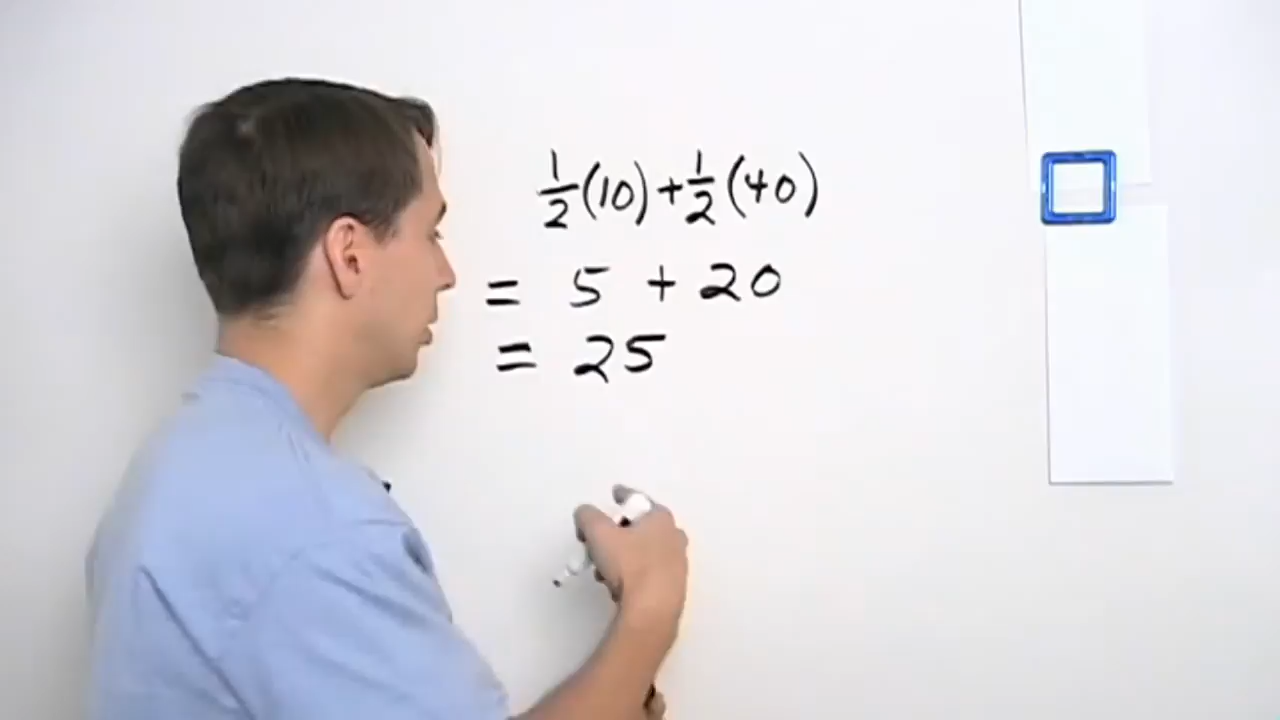 1/2(10)+1/2(40)
= 5 + 20
= 25